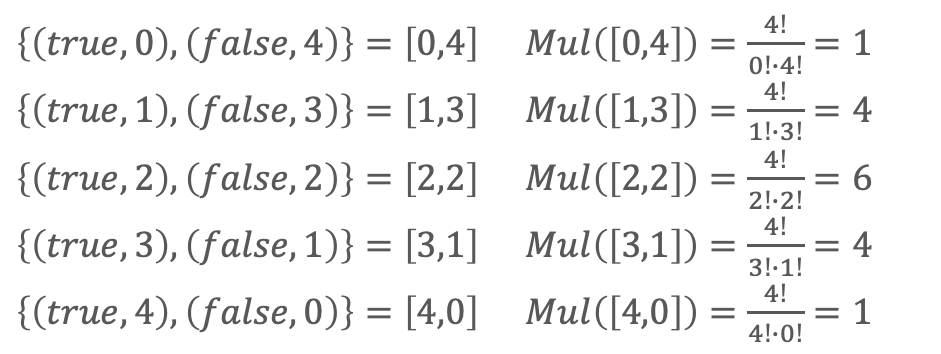 {(true, 0), (false, 4)} = [0,4] Mul([0,4]) = 4!/(0!·4!) = 1
{(true, 1), (false, 3)} = [1,3] Mul([1,3]) = 4!/(1!·3!) = 4
{(true, 2), (false, 2)} = [2,2] Mul([2,2]) = 4!/(2!·2!) = 6
{(true, 3), (false, 1)} = [3,1] Mul([3,1]) = 4!/(3!·1!) = 4
{(true, 4), (false, 0)} = [4,0] Mul([4,0]) = 4!/(4!·0!) = 1